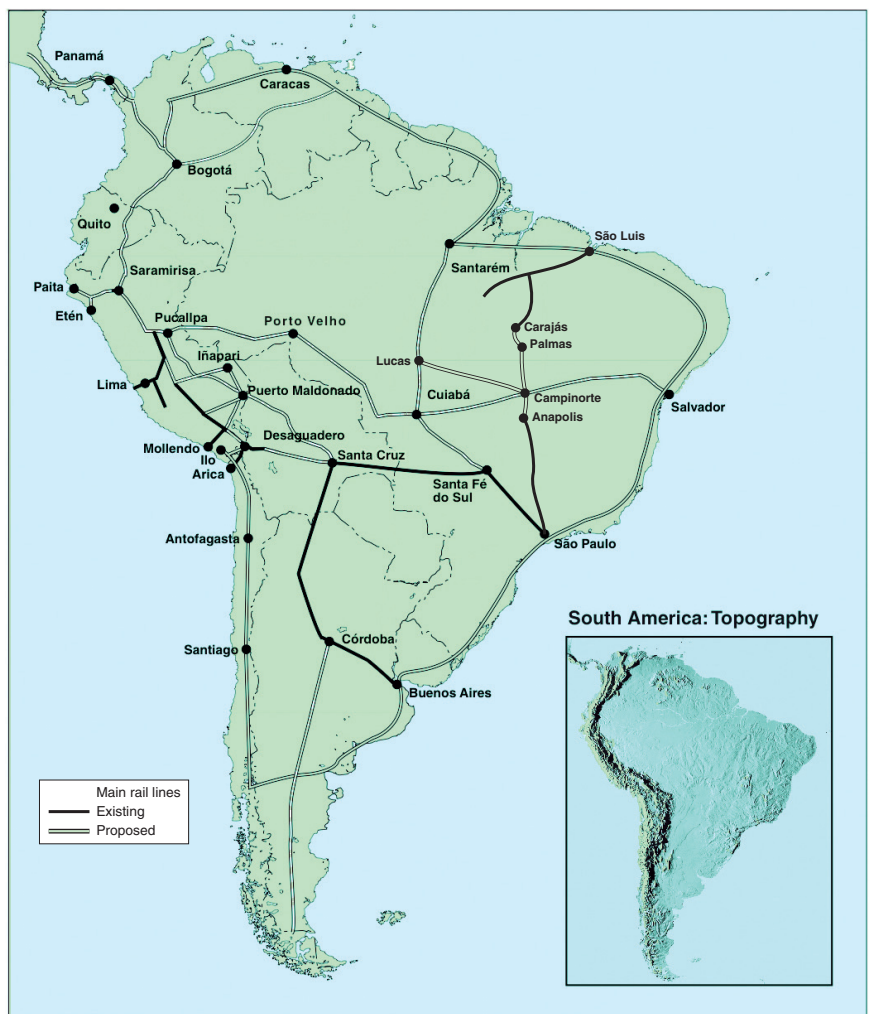 Panamá
Caracas
Bogotá
Quito
São Luis
Santarém
Saramirisa
Paita
Etén
Pucallpa
Porto Velho
Carajás
Palmas
Iñapari
Lucas
Lima
Puerto Maldonado
Cuiabá
Campinorte
Salvador
Anapolis
Desaguadero
Mollendo
Ilo
Arica
Santa Cruz
Santa Fé
do Sul
Antofagasta
São Paulo
South America: Topography
Córdoba
Santiago
Buenos Aires
Main rail lines
Existing
Proposed